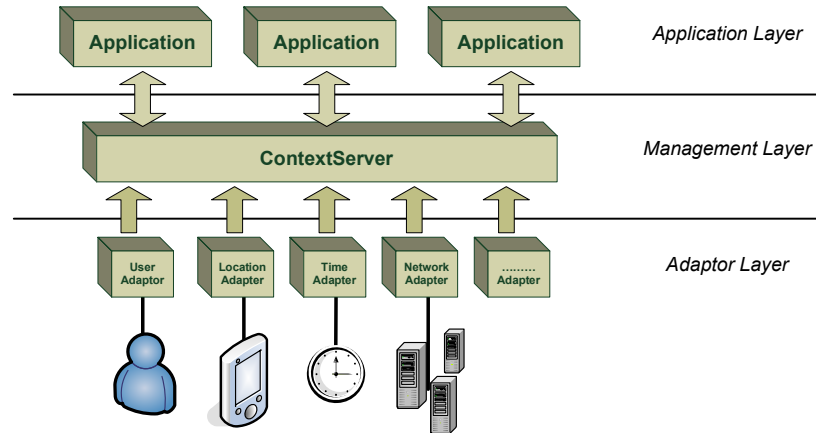 Application
Application
Application
Application Layer
ContextServer
Management Layer
User
Adaptor
Location
Adapter
Time
Adapter
Network
Adapter
.........
Adapter
Adaptor Layer